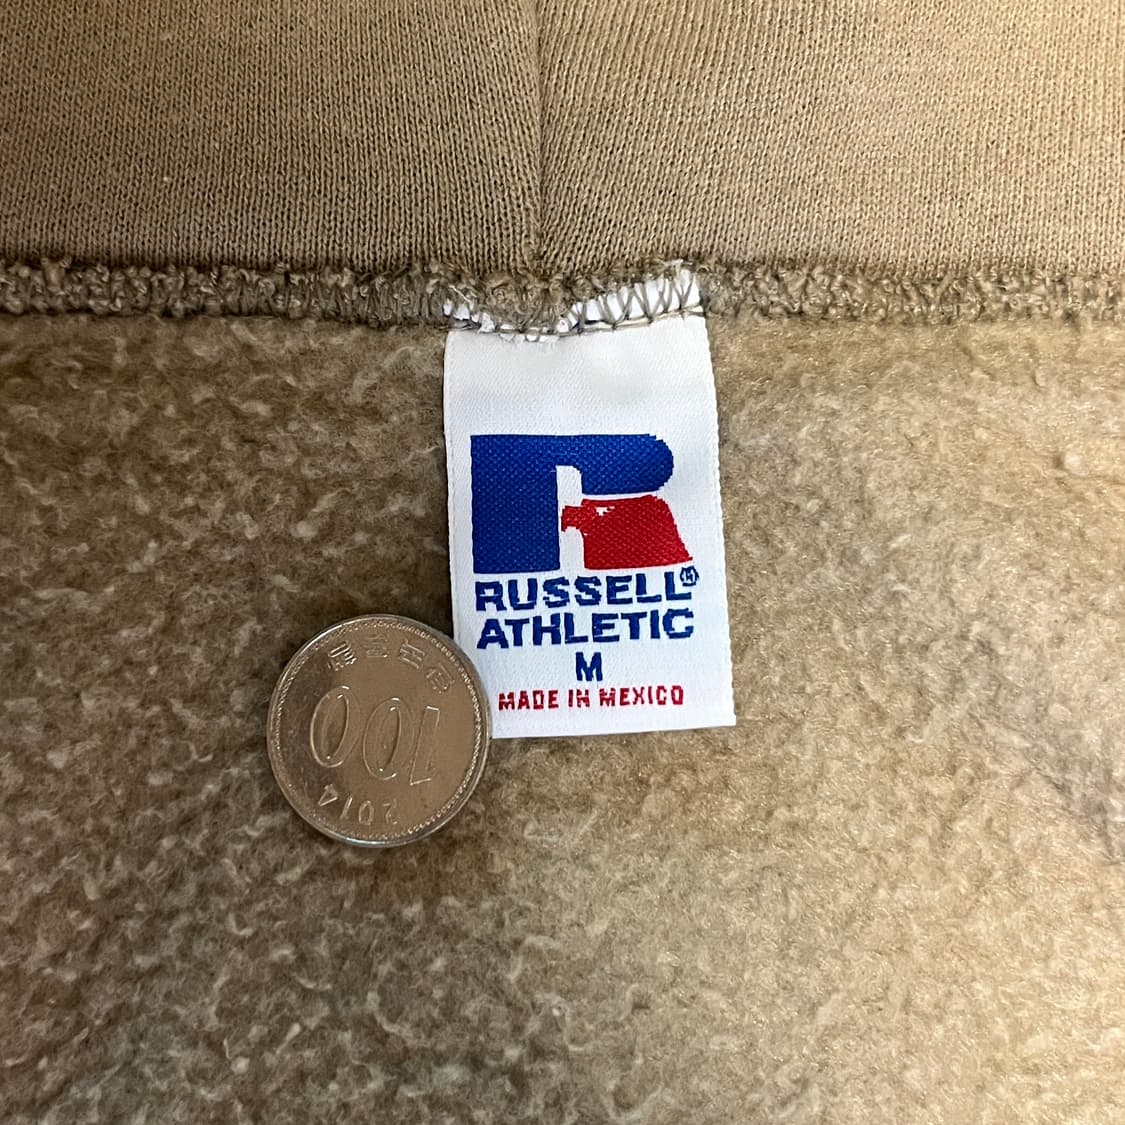 RUSSELL®
ATHLETIC
M
MADE IN MEXICO
2014
100
한국은행